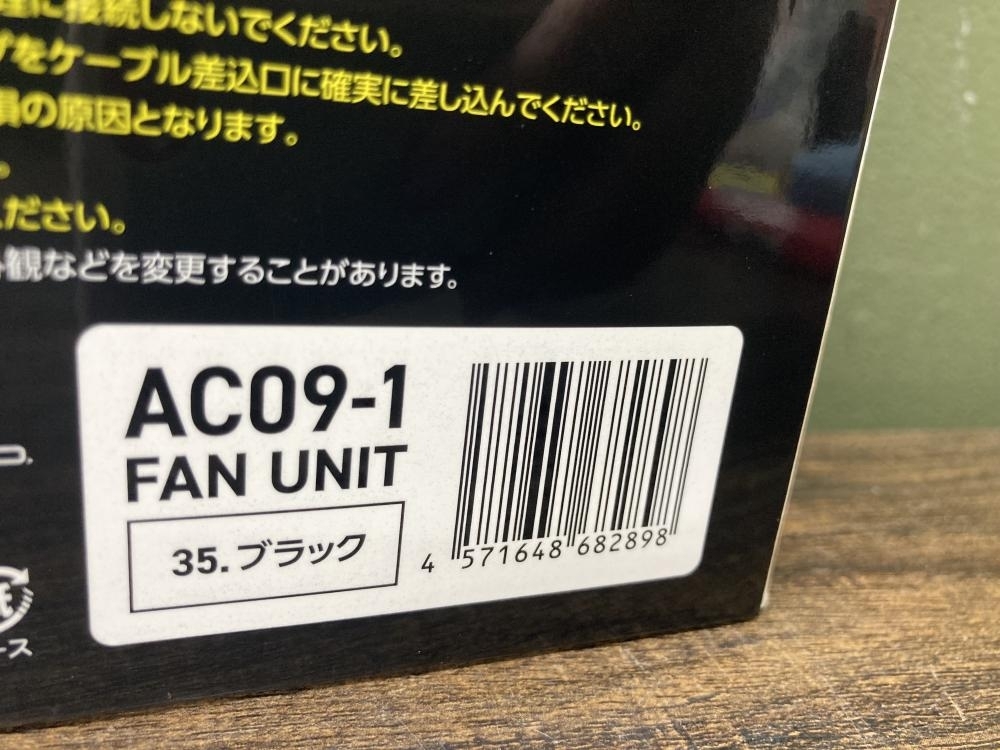 に接続しないでください。
をケーブル差込口に確実に差し込んでください。
損の原因となります。
ださい。
観などを変更することがあります。
AC09-1
FAN UNIT
35.ブラック
4 571648 682898
ース